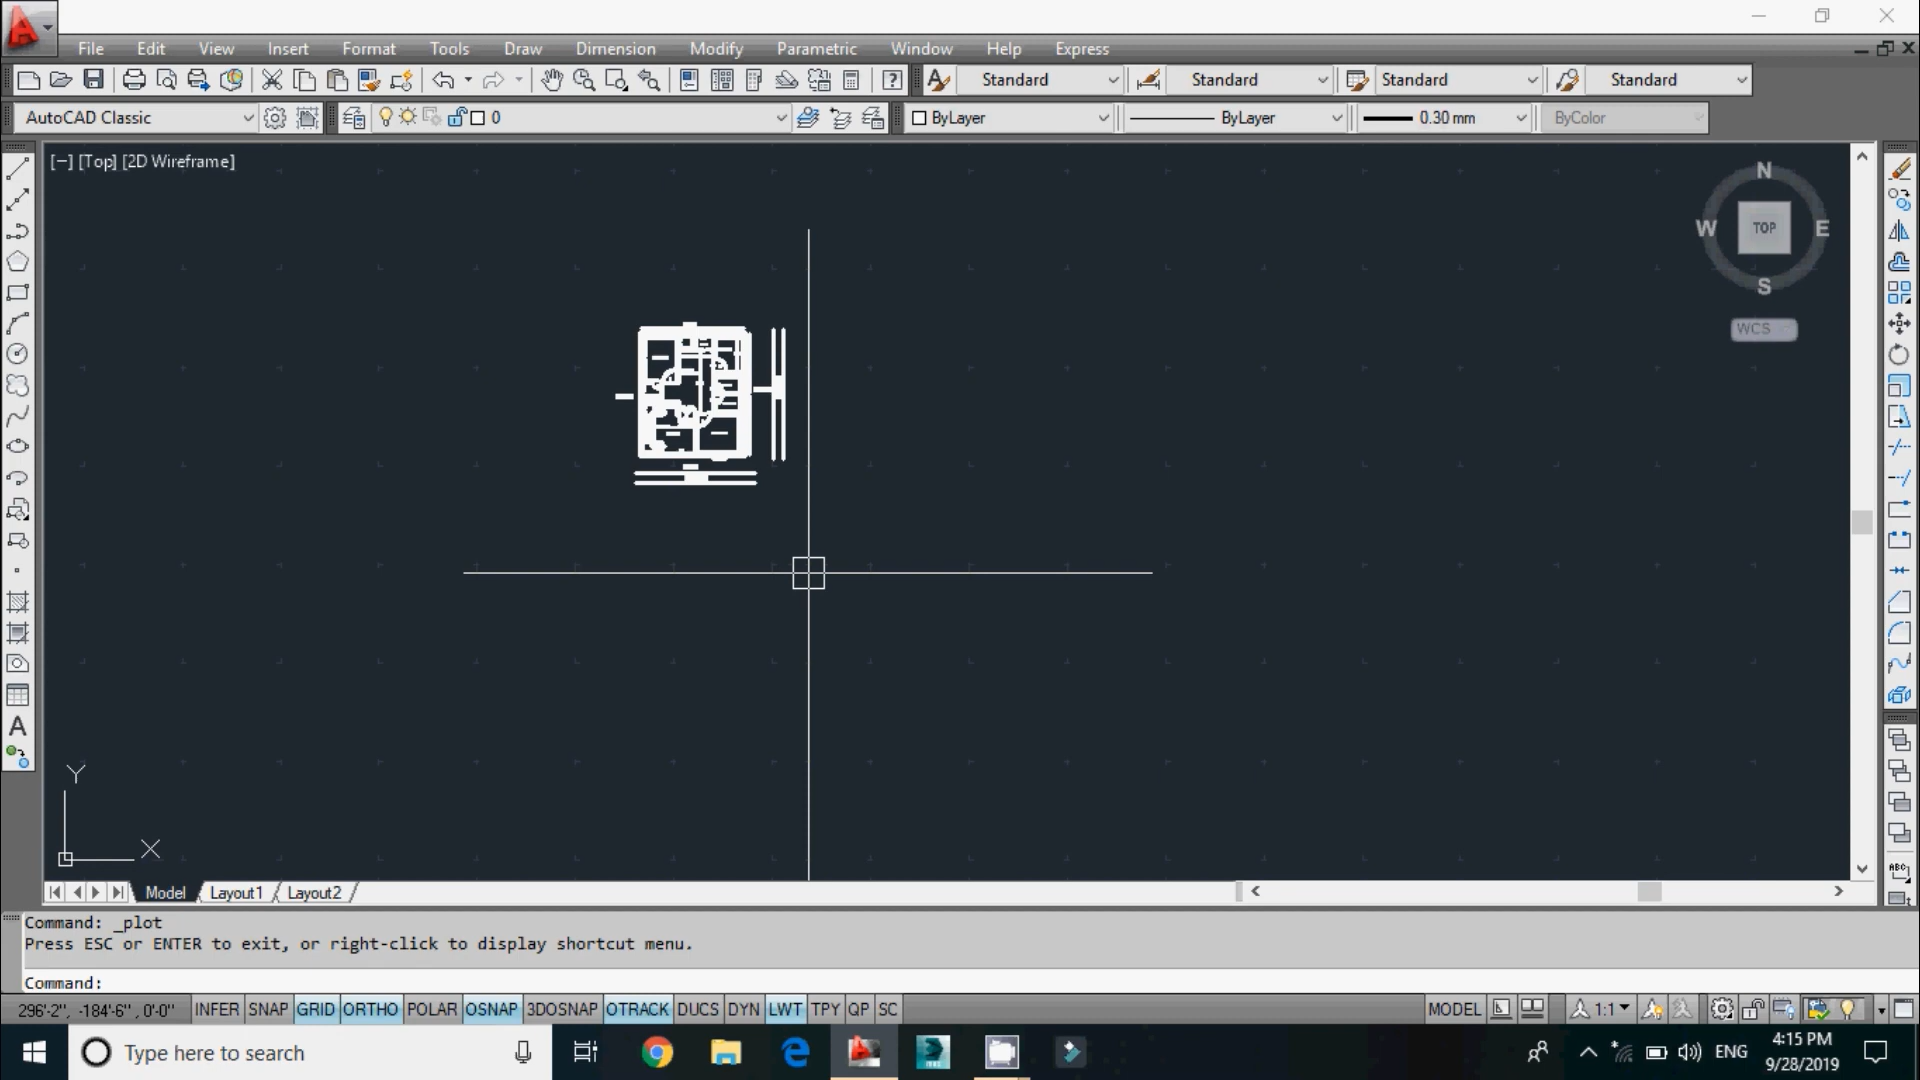 File Edit View Insert Format Tools Draw Dimension Modify Parametric Window Help Express
Standard Standard Standard Standard
AutoCAD Classic 0 ByLayer ByLayer 0.30 mm ByColor
[−] [Top] [2D Wireframe]
N
W TOP E
S
WCS
A
ABC
Y
X
Model Layout1 Layout2
Command: _plot
Press ESC or ENTER to exit, or right-click to display shortcut menu.
Command:
296'-2", -184'-6", 0'-0" INFER SNAP GRID ORTHO POLAR OSNAP 3DOSNAP OTRACK DUCS DYN LWT TPY QP SC MODEL 1:1
Type here to search ENG 4:15 PM
9/28/2019